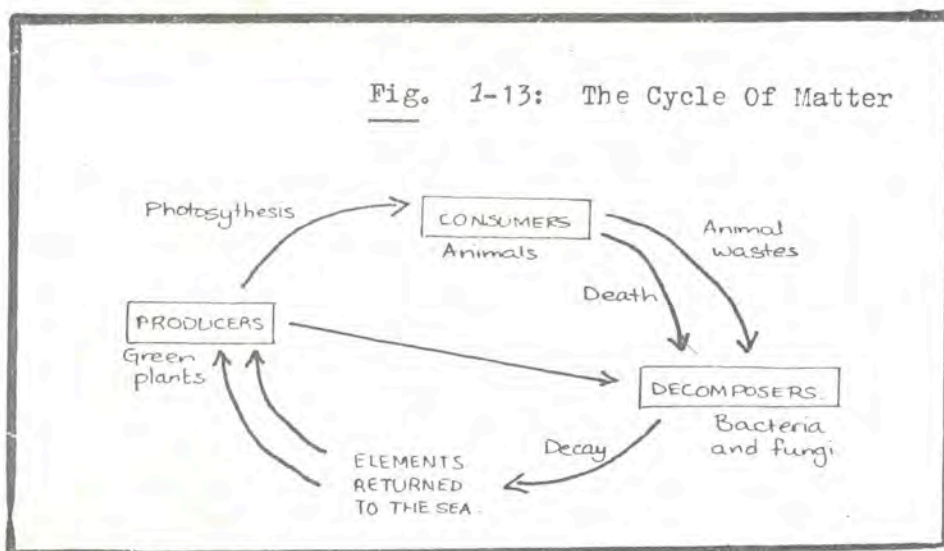 Fig. 1-13: The Cycle Of Matter
Photosythesis
CONSUMERS
Animals
Animal
wastes
Death
PRODUCERS
Green
plants
DECOMPOSERS.
Bacteria
and fungi
Decay
ELEMENTS
RETURNED
TO THE SEA.